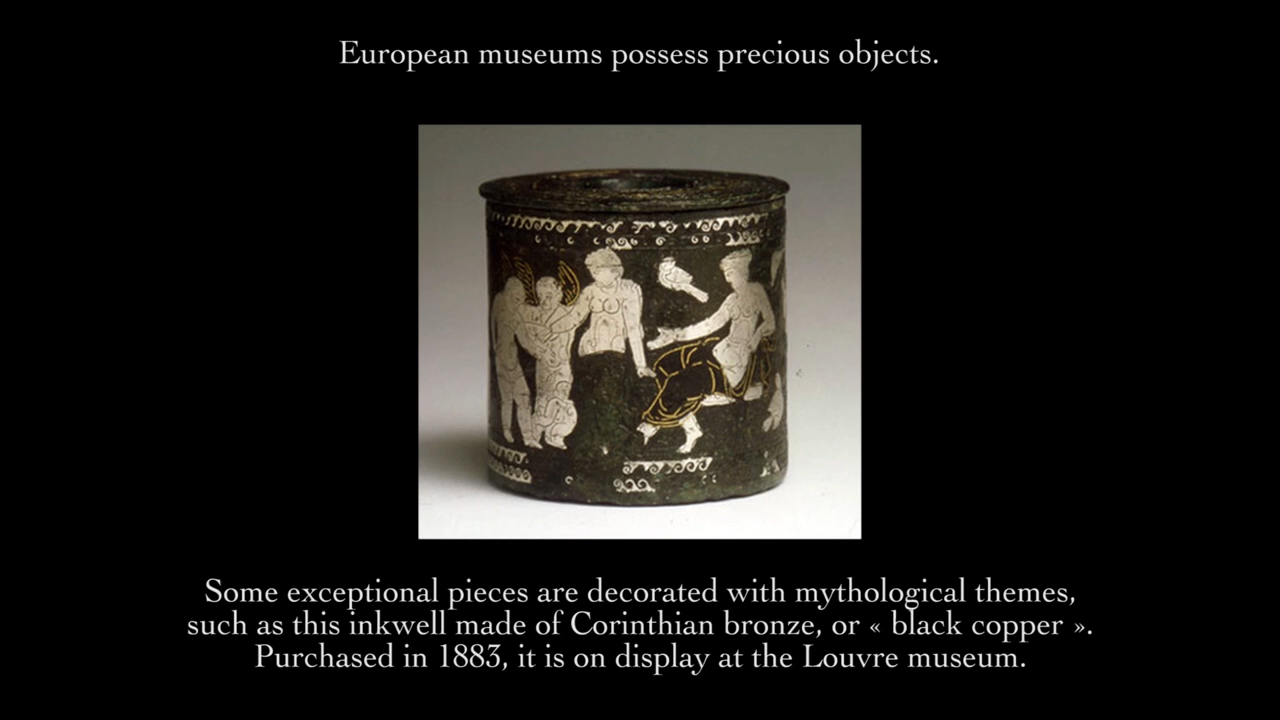 European museums possess precious objects.
Some exceptional pieces are decorated with mythological themes,
such as this inkwell made of Corinthian bronze, or « black copper ».
Purchased in 1883, it is on display at the Louvre museum.